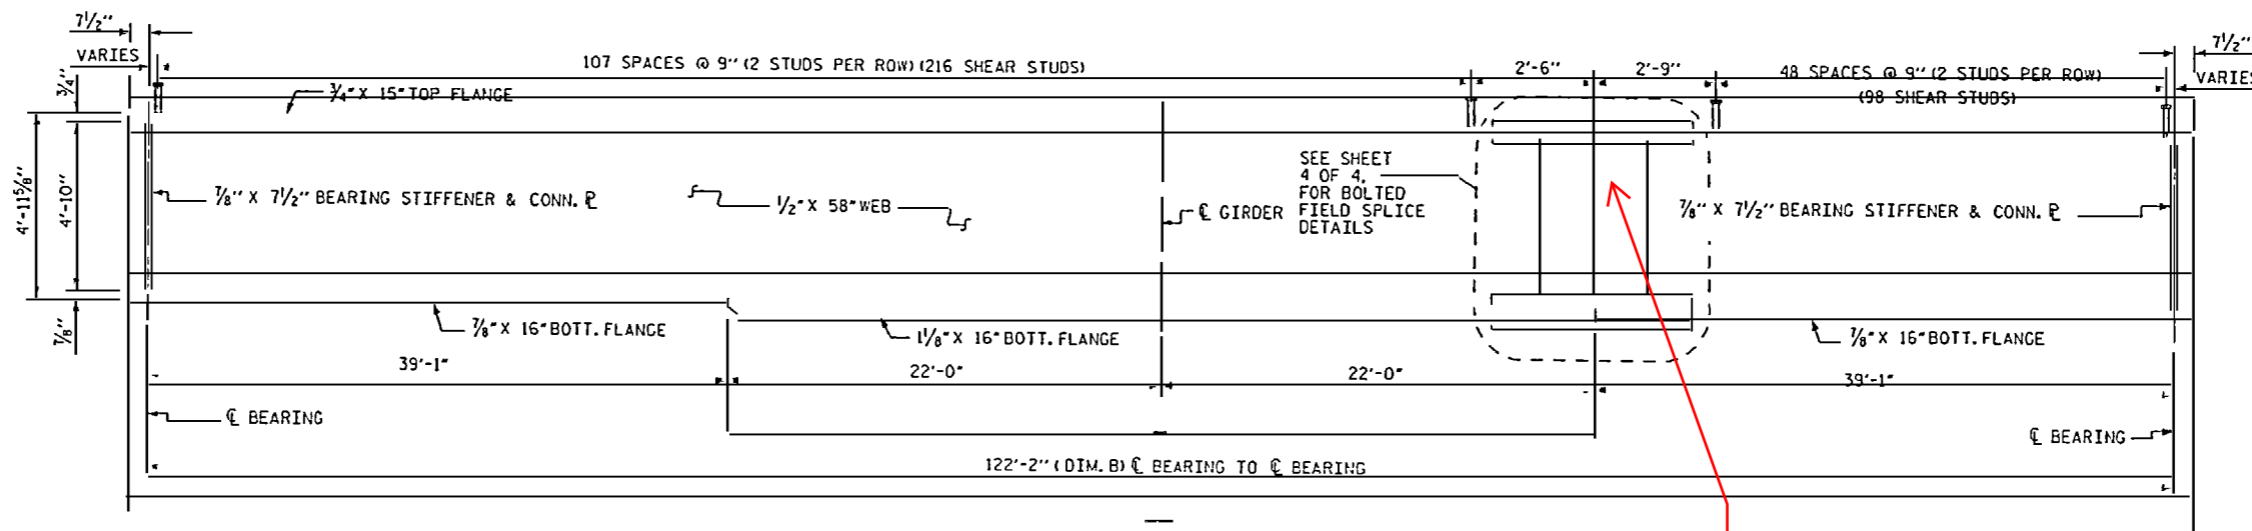 7½"
VARIES
¾"
107 SPACES @ 9" (2 STUDS PER ROW) (216 SHEAR STUDS)
2'-6"
2'-9"
48 SPACES @ 9" (2 STUDS PER ROW)
(98 SHEAR STUDS)
7½"
VARIES
¾" X 15" TOP FLANGE
4'-11⅝"
4'-10"
⅞"
⅞" X 7½" BEARING STIFFENER & CONN. ℄
½" X 58" WEB
℄ GIRDER
SEE SHEET
4 OF 4,
FOR BOLTED
FIELD SPLICE
DETAILS
⅞" X 7½" BEARING STIFFENER & CONN. ℄
⅞" X 16" BOTT. FLANGE
1⅛" X 16" BOTT. FLANGE
⅞" X 16" BOTT. FLANGE
39'-1"
22'-0"
22'-0"
39'-1"
℄ BEARING
℄ BEARING
122'-2" (DIM. B) ℄ BEARING TO ℄ BEARING